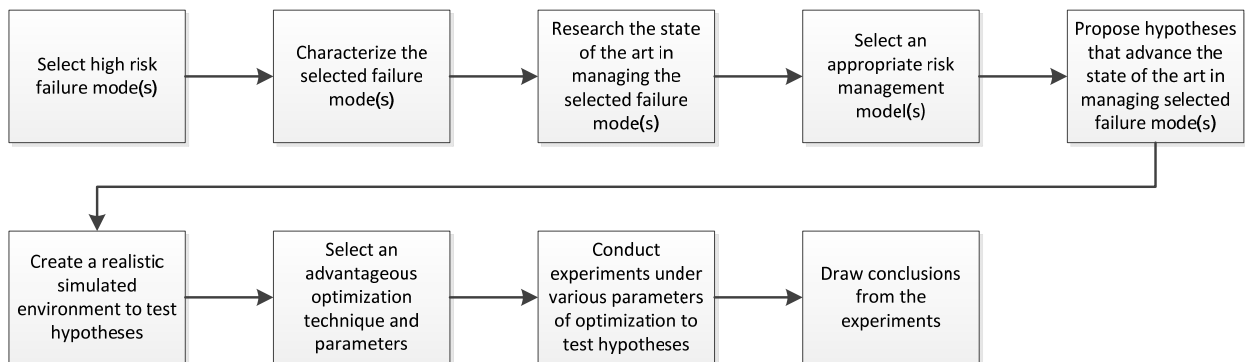 Select high risk
failure mode(s)
Characterize the
selected failure
mode(s)
Research the state
of the art in
managing the
selected failure
mode(s)
Select an
appropriate risk
management
model(s)
Propose hypotheses
that advance the
state of the art in
managing selected
failure mode(s)
Create a realistic
simulated
environment to test
hypotheses
Select an
advantageous
optimization
technique and
parameters
Conduct
experiments under
various parameters
of optimization to
test hypotheses
Draw conclusions
from the
experiments